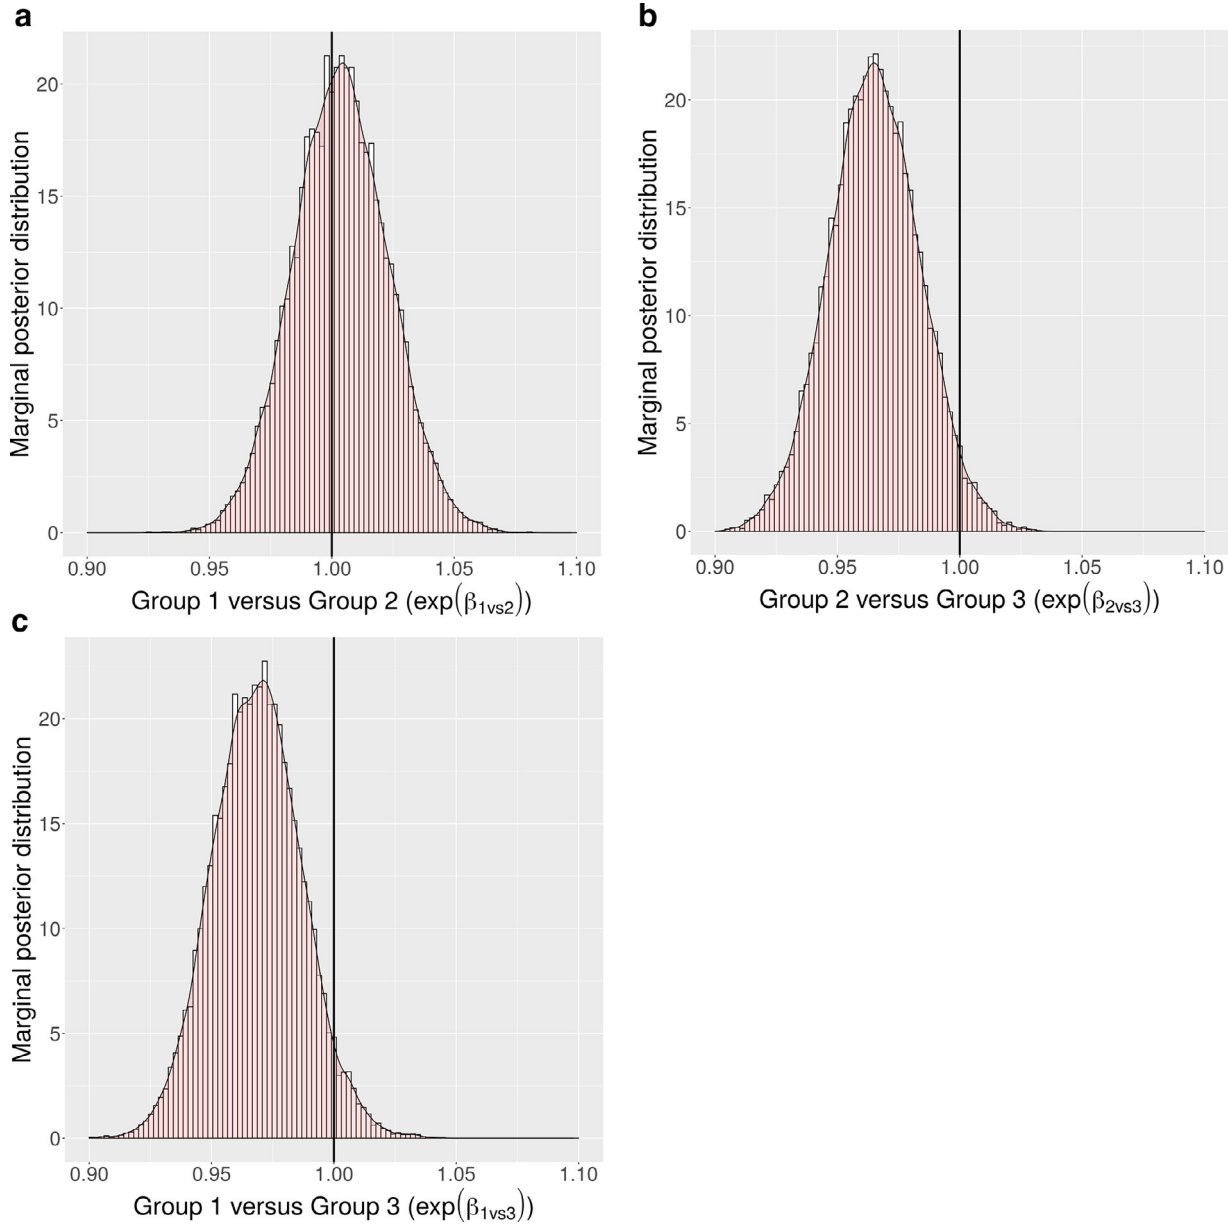 a
Marginal posterior distribution
20
15
10
5
0
0.90 0.95 1.00 1.05 1.10
Group 1 versus Group 2 (exp(β1vs2))
b
Marginal posterior distribution
20
15
10
5
0
0.90 0.95 1.00 1.05 1.10
Group 2 versus Group 3 (exp(β2vs3))
c
Marginal posterior distribution
20
15
10
5
0
0.90 0.95 1.00 1.05 1.10
Group 1 versus Group 3 (exp(β1vs3))